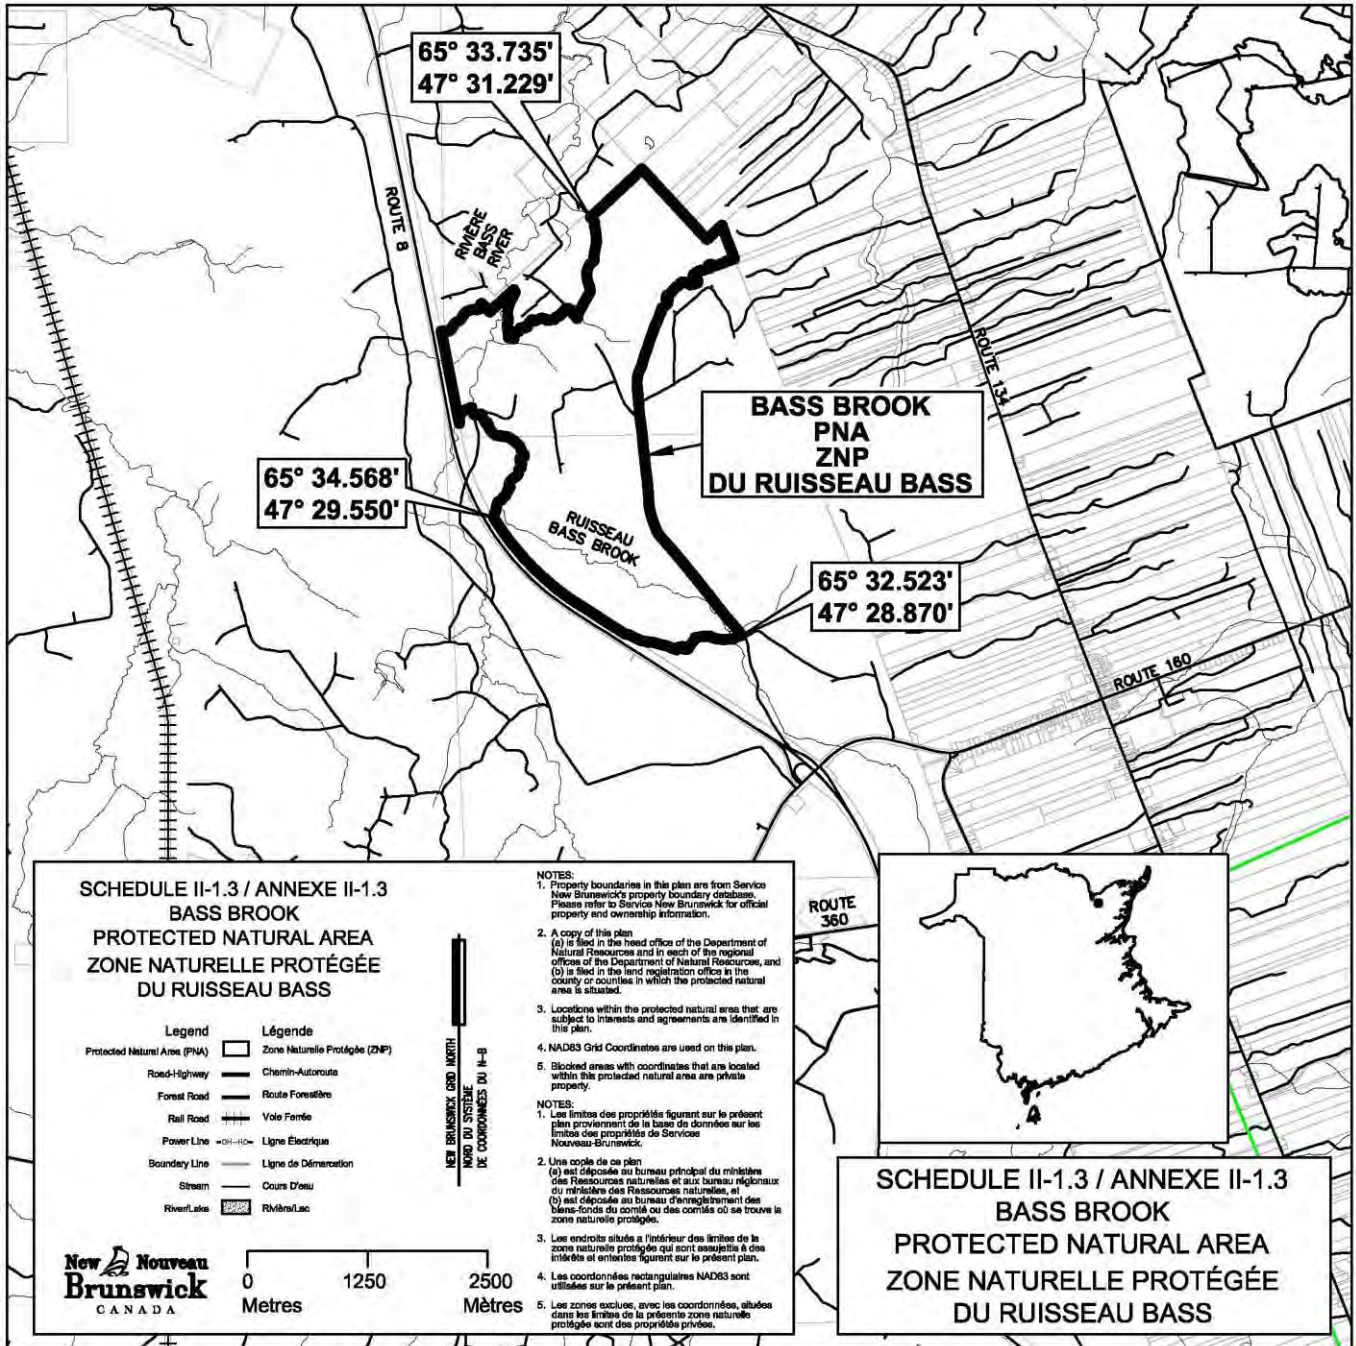 65° 33.735'
47° 31.229'
ROUTE 8
RIVIÈRE
BASS
RIVER
ROUTE 134
BASS BROOK
PNA
ZNP
DU RUISSEAU BASS
65° 34.568'
47° 29.550'
RUISSEAU
BASS BROOK
65° 32.523'
47° 28.870'
ROUTE 160
ROUTE
360
SCHEDULE II-1.3 / ANNEXE II-1.3
BASS BROOK
PROTECTED NATURAL AREA
ZONE NATURELLE PROTÉGÉE
DU RUISSEAU BASS
Legend Légende
Protected Natural Area (PNA) Zone Naturelle Protégée (ZNP)
Road-Highway Chemin-Autoroute
Forest Road Route Forestière
Rail Road Voie Ferrée
Power Line -OH-HO- Ligne Électrique
Boundary Line Ligne de Démarcation
Stream Cours D'eau
River/Lake Rivière/Lac
NEW BRUNSWICK GRID NORTH
NORD DU SYSTÈME
DE COORDONNÉES DU N-B
New Nouveau
Brunswick
CANADA
0 1250 2500
Metres Mètres
NOTES:
1. Property boundaries in this plan are from Service
New Brunswick's property boundary database.
Please refer to Service New Brunswick for official
property and ownership information.
2. A copy of this plan
(a) is filed in the head office of the Department of
Natural Resources and in each of the regional
offices of the Department of Natural Resources, and
(b) is filed in the land registration office in the
county or counties in which the protected natural
area is situated.
3. Locations within the protected natural area that are
subject to interests and agreements are identified in
this plan.
4. NAD83 Grid Coordinates are used on this plan.
5. Blocked areas with coordinates that are located
within this protected natural area are private
property.
NOTES:
1. Les limites des propriétés figurant sur le présent
plan proviennent de la base de données sur les
limites des propriétés de Services
Nouveau-Brunswick.
2. Une copie de ce plan
(a) est déposée au bureau principal du ministère
des Ressources naturelles et aux bureau régionaux
du ministère des Ressources naturelles, et
(b) est déposée au bureau d'enregistrement des
biens-fonds du comté ou des comtés où se trouve la
zone naturelle protégée.
3. Les endroits situés a l'intérieur des limites de la
zone naturelle protégée qui sont assujettis à des
intérêts et ententes figurent sur le présent plan.
4. Les coordonnées rectangulaires NAD83 sont
utilisées sur le présent plan.
5. Les zones exclues, avec les coordonnées, situées
dans les limites de la présente zone naturelle
protégée sont des propriétés privées.
SCHEDULE II-1.3 / ANNEXE II-1.3
BASS BROOK
PROTECTED NATURAL AREA
ZONE NATURELLE PROTÉGÉE
DU RUISSEAU BASS